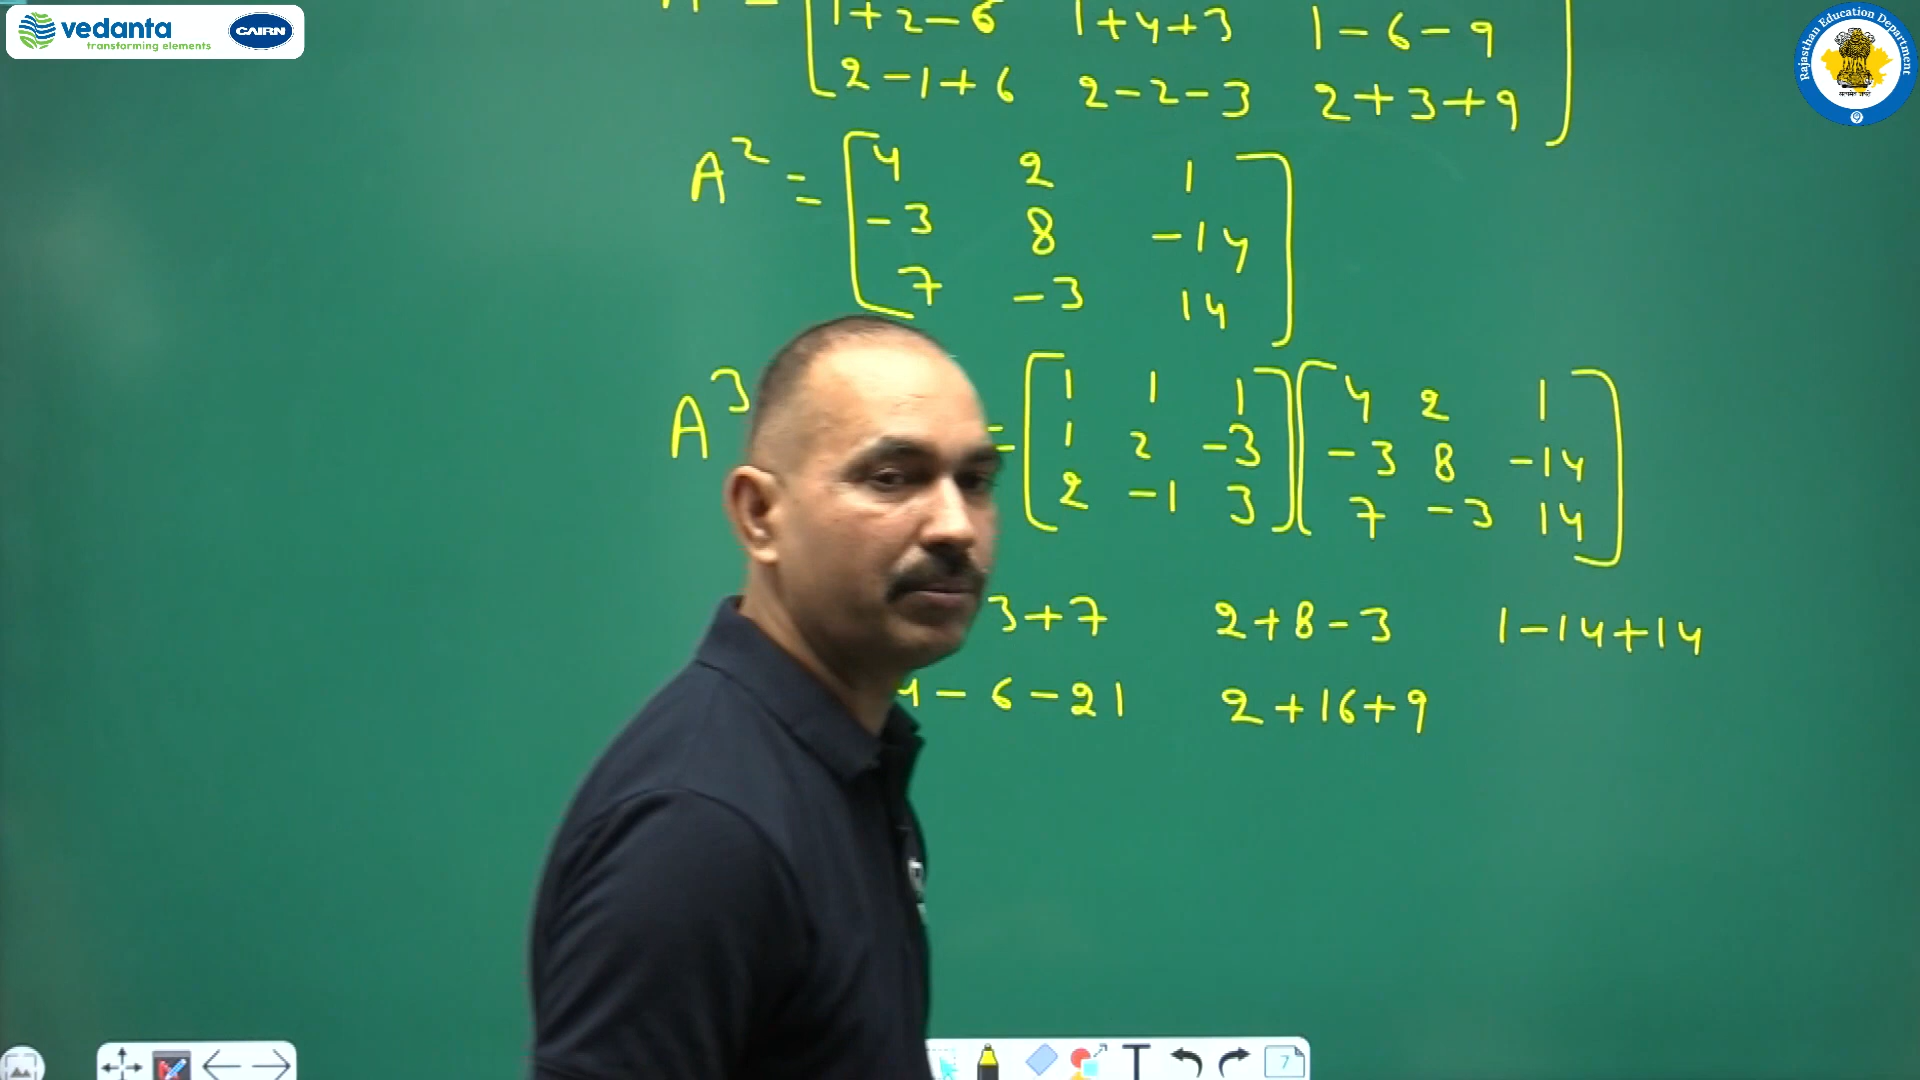 vedanta
transforming elements
CAIRN
Rajasthan Education Department
1+2-6 1+4+3 1-6-9
2-1+6 2-2-3 2+3+9
A² = [4 2 1
-3 8 -14
7 -3 14]
A³ = [1 1 1 [4 2 1
1 2 -3 -3 8 -14
2 -1 3] 7 -3 14]
3+7 2+8-3 1-14+14
4-6-21 2+16+9
T 7